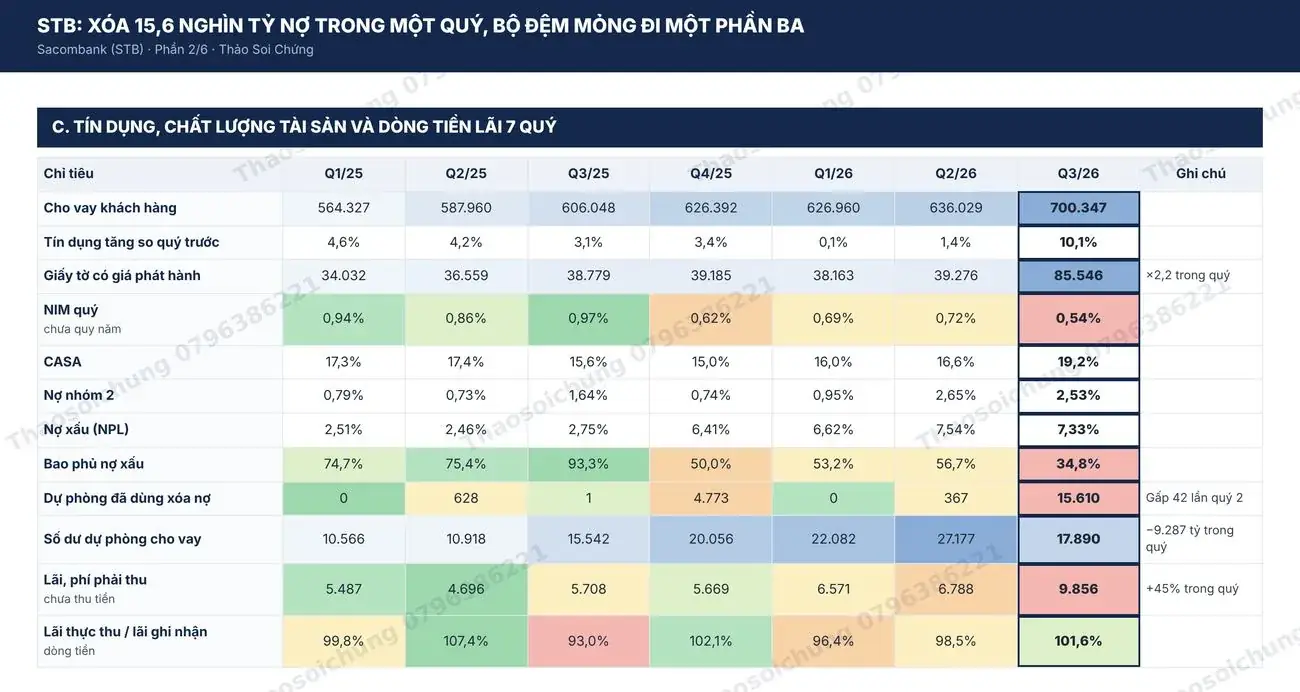 STB: XÓA 15,6 NGHÌN TỶ NỢ TRONG MỘT QUÝ, BỘ ĐỆM MỎNG ĐI MỘT PHẦN BA
Sacombank (STB) · Phần 2/6 · Thảo Soi Chứng
C. TÍN DỤNG, CHẤT LƯỢNG TÀI SẢN VÀ DÒNG TIỀN LÃI 7 QUÝ
Chỉ tiêu Q1/25 Q2/25 Q3/25 Q4/25 Q1/26 Q2/26 Q3/26 Ghi chú
Cho vay khách hàng 564.327 587.960 606.048 626.392 626.960 636.029 700.347
Tín dụng tăng so quý trước 4,6% 4,2% 3,1% 3,4% 0,1% 1,4% 10,1%
Giấy tờ có giá phát hành 34.032 36.559 38.779 39.185 38.163 39.276 85.546 ×2,2 trong quý
NIM quý 0,94% 0,86% 0,97% 0,62% 0,69% 0,72% 0,54%
chưa quy năm
CASA 17,3% 17,4% 15,6% 15,0% 16,0% 16,6% 19,2%
Nợ nhóm 2 0,79% 0,73% 1,64% 0,74% 0,95% 2,65% 2,53%
Nợ xấu (NPL) 2,51% 2,46% 2,75% 6,41% 6,62% 7,54% 7,33%
Bao phủ nợ xấu 74,7% 75,4% 93,3% 50,0% 53,2% 56,7% 34,8%
Dự phòng đã dùng xóa nợ 0 628 1 4.773 0 367 15.610 Gấp 42 lần quý 2
Số dư dự phòng cho vay 10.566 10.918 15.542 20.056 22.082 27.177 17.890 −9.287 tỷ trong
quý
Lãi, phí phải thu 5.487 4.696 5.708 5.669 6.571 6.788 9.856 +45% trong quý
chưa thu tiền
Lãi thực thu / lãi ghi nhận 99,8% 107,4% 93,0% 102,1% 96,4% 98,5% 101,6%
dòng tiền
Thaosoichung 0796386221